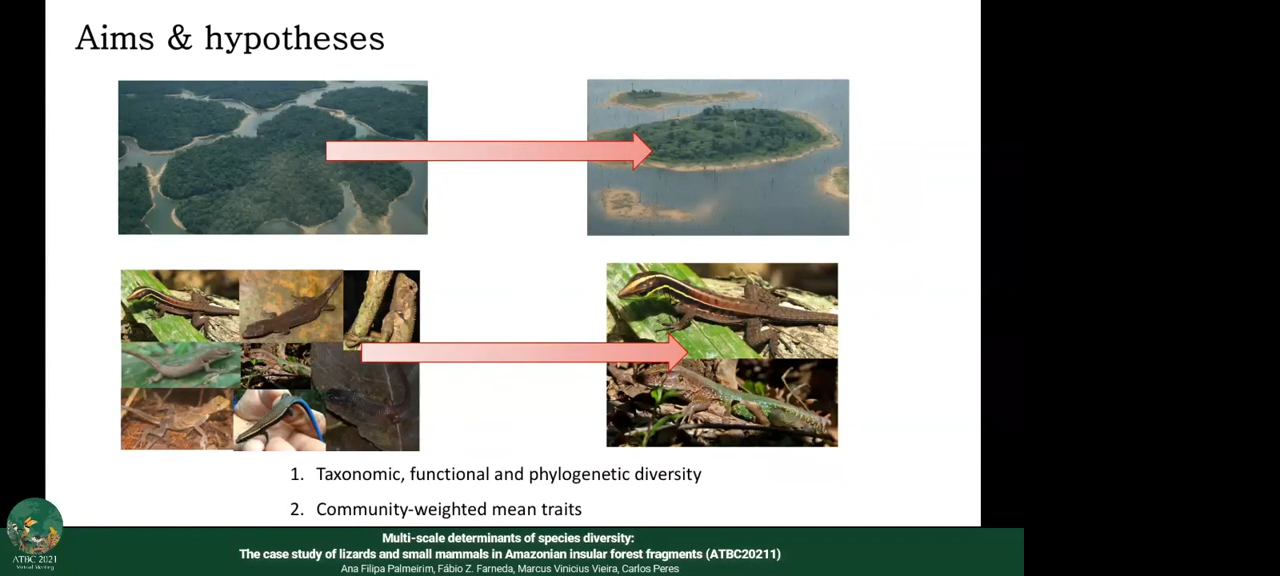 Aims & hypotheses
1. Taxonomic, functional and phylogenetic diversity
2. Community-weighted mean traits
ATBC 2021
Virtual Meeting
Multi-scale determinants of species diversity:
The case study of lizards and small mammals in Amazonian insular forest fragments (ATBC20211)
Ana Filipa Palmeirim, Fábio Z. Farneda, Marcus Vinicius Vieira, Carlos Peres